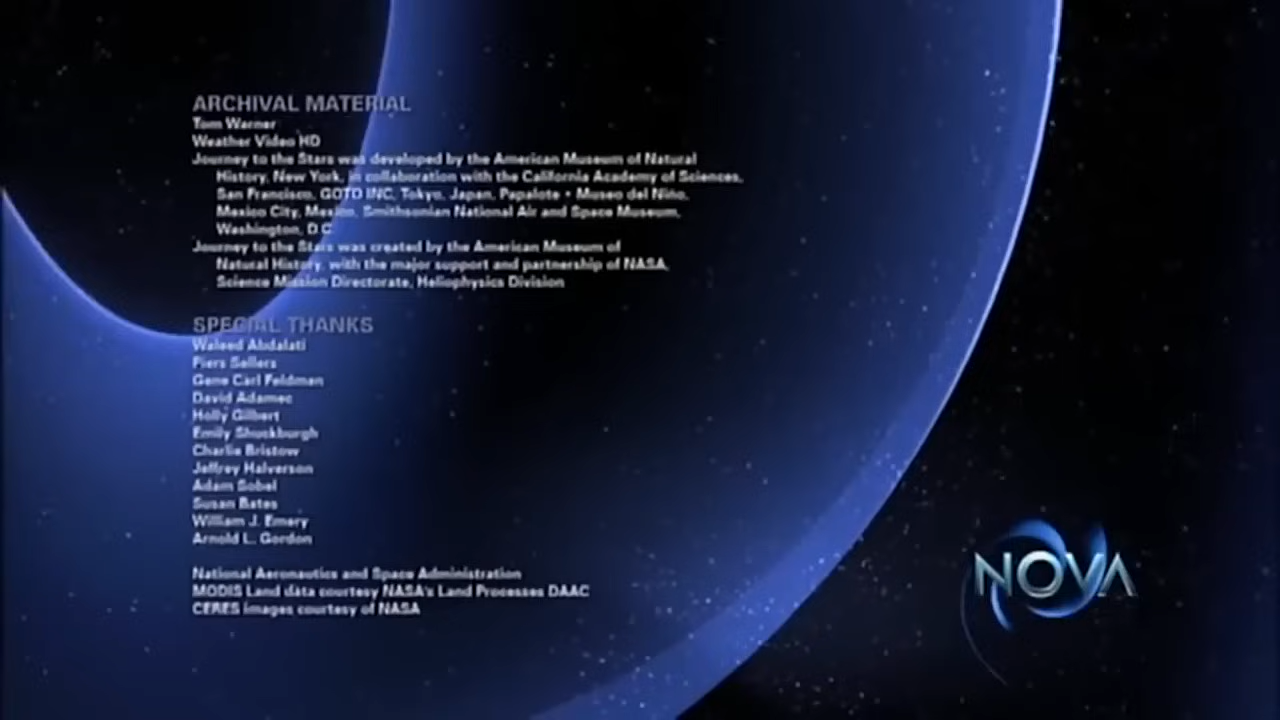 ARCHIVAL MATERIAL
Tom Warner
Weather Video HD
Journey to the Stars was developed by the American Museum of Natural
History, New York, in collaboration with the California Academy of Sciences,
San Francisco, GOTO INC, Tokyo, Japan, Papalote • Museo del Niño,
Mexico City, Mexico, Smithsonian National Air and Space Museum,
Washington, D.C.
Journey to the Stars was created by the American Museum of
Natural History, with the major support and partnership of NASA,
Science Mission Directorate, Heliophysics Division
SPECIAL THANKS
Waleed Abdalati
Piers Sellers
Gene Carl Feldman
David Adamec
Holly Gilbert
Emily Shuckburgh
Charlie Bristow
Jeffrey Halverson
Adam Sobel
Susan Bates
William J. Emery
Arnold L. Gordon
National Aeronautics and Space Administration
MODIS Land data courtesy NASA's Land Processes DAAC
CERES images courtesy of NASA
NOVA